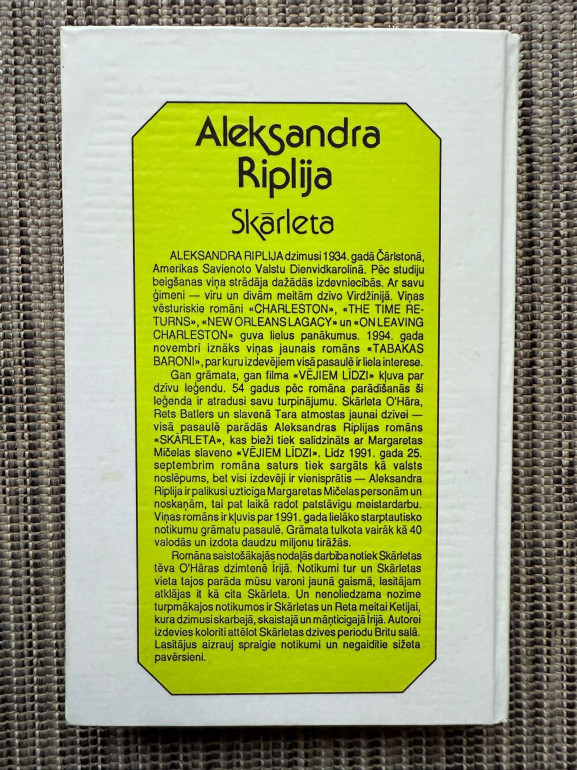 Aleksandra
Riplija
Skārleta
ALEKSANDRA RIPLIJA dzimusi 1934. gadā Čārlstonā,
Amerikas Savienoto Valstu Dienvidkarolīnā. Pēc studiju
beigšanas viņa strādāja dažādās izdevniecībās. Ar savu
ģimeni — vīru un divām meitām dzīvo Virdžīnijā. Viņas
vēsturiskie romāni «CHARLESTON», «THE TIME RE-
TURNS», «NEW ORLEANS LAGACY» un «ON LEAVING
CHARLESTON» guva lielus panākumus. 1994. gada
novembrī iznāks viņas jaunais romāns «TABAKAS
BARONI», par kuru izdevējiem visā pasaulē ir liela interese.
Gan grāmata, gan filma «VĒJIEM LĪDZI» kļuva par
dzīvu leģendu. 54 gadus pēc romāna parādīšanās šī
leģenda ir atradusi savu turpinājumu. Skārleta O'Hāra,
Rets Batlers un slavenā Tara atmostas jaunai dzīvei —
visā pasaulē parādās Aleksandras Riplijas romāns
«SKĀRLETA», kas bieži tiek salīdzināts ar Margaretas
Mičelas slaveno «VĒJIEM LĪDZI». Līdz 1991. gada 25.
septembrim romāna saturs tiek sargāts kā valsts
noslēpums, bet visi izdevēji ir vienisprātis — Aleksandra
Riplija ir palikusi uzticīga Margaretas Mičelas personām un
noskaņām, tai pat laikā radot patstāvīgu meistardarbu.
Viņas romāns ir kļuvis par 1991. gada lielāko starptautisko
notikumu grāmatu pasaulē. Grāmata tulkota vairāk kā 40
valodās un izdota daudzu miljonu tirāžās.
Romāna saistošākajās nodaļās darbība notiek Skārletas
tēva O'Hāras dzimtenē Īrijā. Notikumi tur un Skārletas
vieta tajos parāda mūsu varoni jaunā gaismā, lasītājam
atklājas it kā cita Skārleta. Un nenoliedzama nozīme
turpmākajos notikumos ir Skārletas un Reta meitai Ketijai,
kura dzimusi skarbajā, skaistajā un māņticīgajā Īrijā. Autorei
izdevies kolorīti attēlot Skārletas dzīves periodu Britu salā.
Lasītājus aizrauj spraigie notikumi un negaidītie sižeta
pavērsieni.